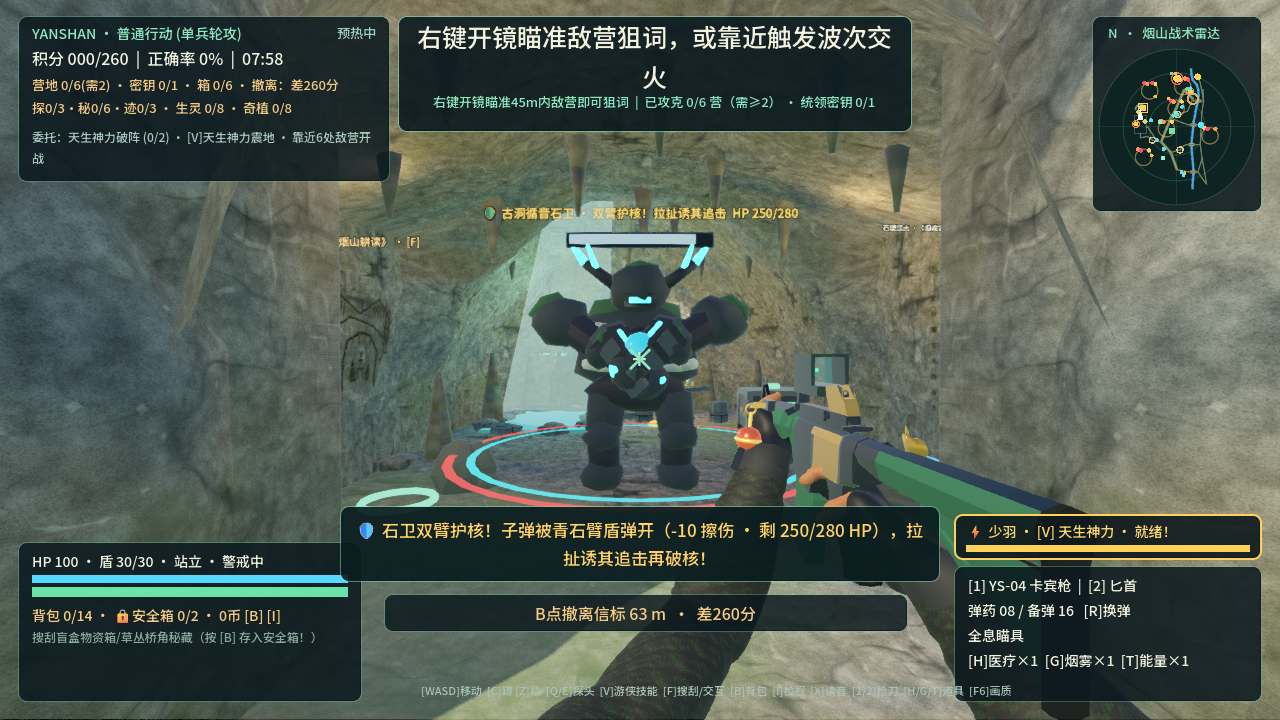 YANSHAN · 普通行动 (单兵轮攻) 预热中
积分 000/260 | 正确率 0% | 07:58
营地 0/6(需2) · 密钥 0/1 · 箱 0/6 · 撤离: 差260分
探0/3·秘0/6·迹0/3 · 生灵 0/8 · 奇植 0/8
委托: 天生神力破阵 (0/2) · [V]天生神力震地 · 靠近6处敌营开
战
右键开镜瞄准敌营狙词，或靠近触发波次交
火
右键开镜瞄准45m内敌营即可狙词 | 已攻克 0/6 营（需≥2） · 统领密钥 0/1
N · 烟山战术雷达
古洞循音石卫 · 双臂护核！拉扯诱其追击 HP 250/280
烟山耕读》 · [F]
石卫双臂护核！子弹被青石臂盾弹开（-10 擦伤 · 剩 250/280 HP），拉
扯诱其追击再破核！
B点撤离信标 63 m · 差260分
HP 100 · 盾 30/30 · 站立 · 警戒中
背包 0/14 · 安全箱 0/2 · 0币 [B] [I]
搜刮盲盒物资箱/草丛桥角秘藏（按 [B] 存入安全箱！）
少羽 · [V] 天生神力 · 就绪！
[1] YS-04 卡宾枪 | [2] 匕首
弹药 08 / 备弹 16 [R]换弹
全息瞄具
[H]医疗×1 [G]烟雾×1 [T]能量×1
[WASD]移动 [Q/E]探头 [V]游侠技能 [F]搜刮/交互 [B]背包 [F6]画质